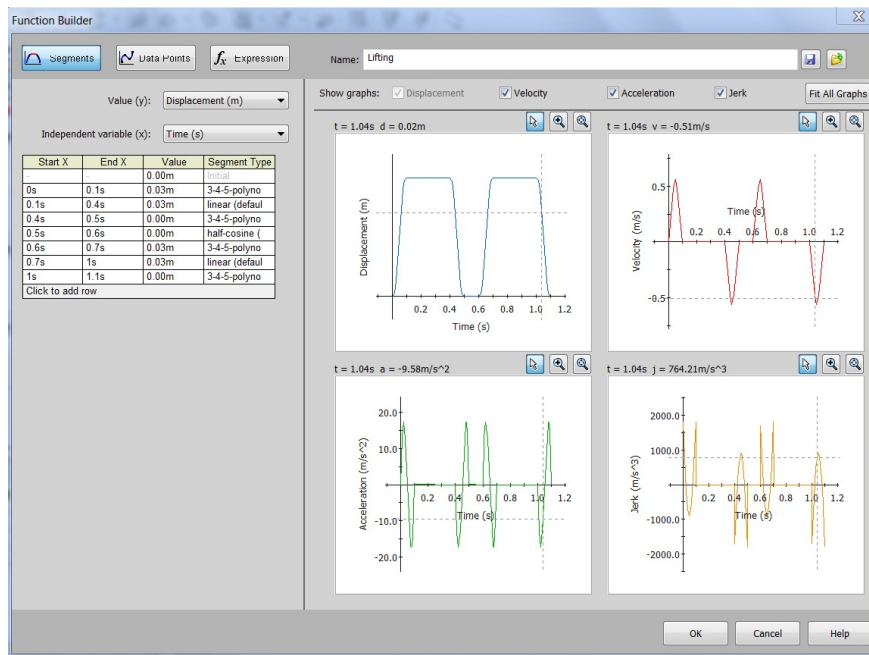 Function Builder
Segments Data Points fx Expression Name: Lifting
Value (y): Displacement (m)
Independent variable (x): Time (s)
Start X End X Value Segment Type
- - 0.00m Initial
0s 0.1s 0.03m 3-4-5-polyno
0.1s 0.4s 0.03m linear (defaul
0.4s 0.5s 0.00m 3-4-5-polyno
0.5s 0.6s 0.00m half-cosine (
0.6s 0.7s 0.03m 3-4-5-polyno
0.7s 1s 0.03m linear (defaul
1s 1.1s 0.00m 3-4-5-polyno
Click to add row
Show graphs: Displacement Velocity Acceleration Jerk Fit All Graphs
t = 1.04s d = 0.02m
Displacement (m)
0.2 0.4 0.6 0.8 1.0 1.2
Time (s)
t = 1.04s v = -0.51m/s
Velocity (m/s)
0.5
Time (s)
0.2 0.4 0.6 0.8 1.0 1.2
-0.5
t = 1.04s a = -9.58m/s^2
Acceleration (m/s^2)
20.0
10.0
0.2 0.4 0.6 0.8 1.0 1.2
Time (s)
-10.0
-20.0
t = 1.04s j = 764.21m/s^3
Jerk (m/s^3)
2000.0
1000.0
0.2 0.4 0.6 0.8 1.0 1.2
Time (s)
-1000.0
-2000.0
OK Cancel Help